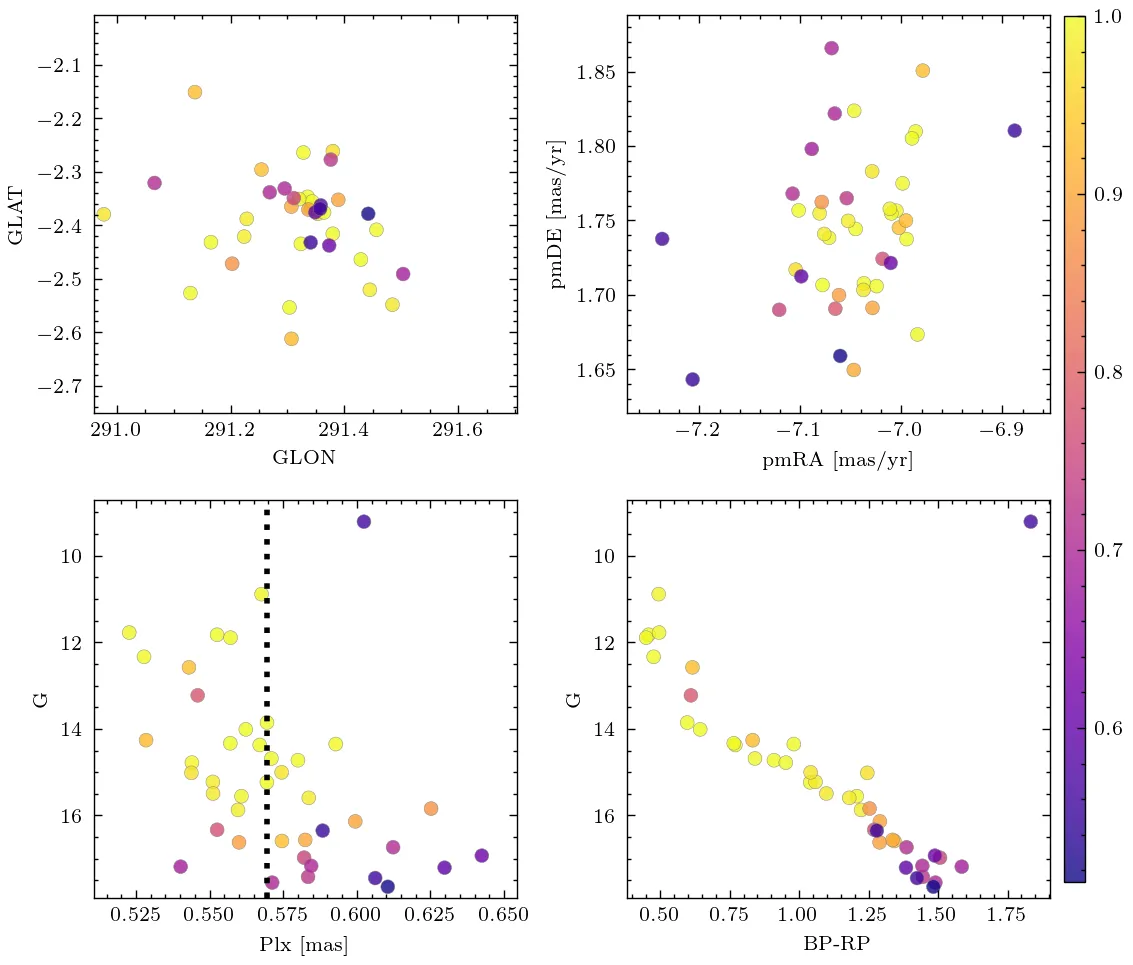 −2.1
−2.2
−2.3
−2.4
−2.5
−2.6
−2.7
GLAT
291.0 291.2 291.4 291.6
GLON
1.85
1.80
1.75
1.70
1.65
pmDE [mas/yr]
−7.2 −7.1 −7.0 −6.9
pmRA [mas/yr]
1.0
0.9
0.8
0.7
0.6
10
12
14
16
G
0.525 0.550 0.575 0.600 0.625 0.650
Plx [mas]
10
12
14
16
G
0.50 0.75 1.00 1.25 1.50 1.75
BP-RP